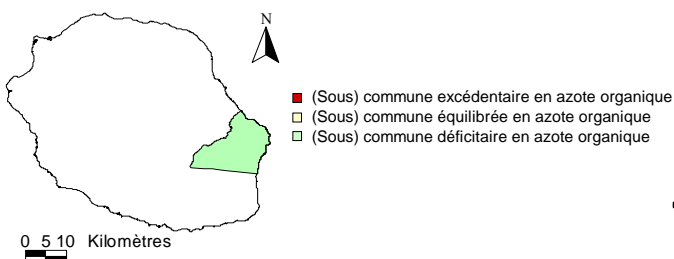 N
(Sous) commune excédentaire en azote organique
(Sous) commune équilibrée en azote organique
(Sous) commune déficitaire en azote organique
0 5 10 Kilomètres